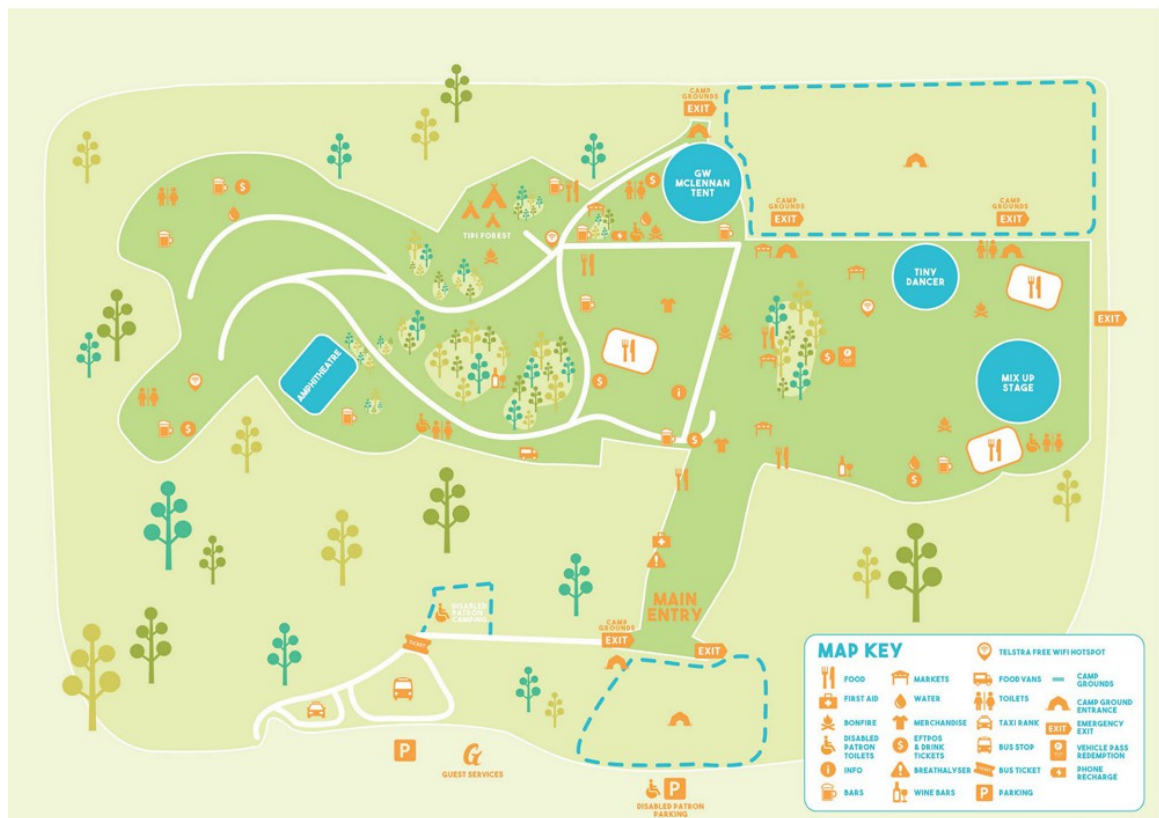 CAMP
GROUNDS
EXIT
GW
MCLENNAN
TENT
CAMP
GROUNDS
EXIT
CAMP
GROUNDS
EXIT
TIPI FOREST
TINY
DANCER
EXIT
AMPHITHEATRE
MIX UP
STAGE
MAIN
ENTRY
DISABLED
PATRON
CAMPING
TICKET
CAMP
GROUNDS
EXIT
EXIT
P
G
GUEST SERVICES
P
DISABLED PATRON
PARKING
MAP KEY
TELSTRA FREE WIFI HOTSPOT
FOOD
MARKETS
FOOD VANS
CAMP
GROUNDS
FIRST AID
WATER
TOILETS
CAMP GROUND
ENTRANCE
BONFIRE
MERCHANDISE
TAXI RANK
EXIT
EMERGENCY
EXIT
DISABLED
PATRON
TOILETS
EFTPOS
& DRINK
TICKETS
BUS STOP
VEHICLE PASS
REDEMPTION
INFO
BREATHALYSER
BUS TICKET
PHONE
RECHARGE
BARS
WINE BARS
P
PARKING